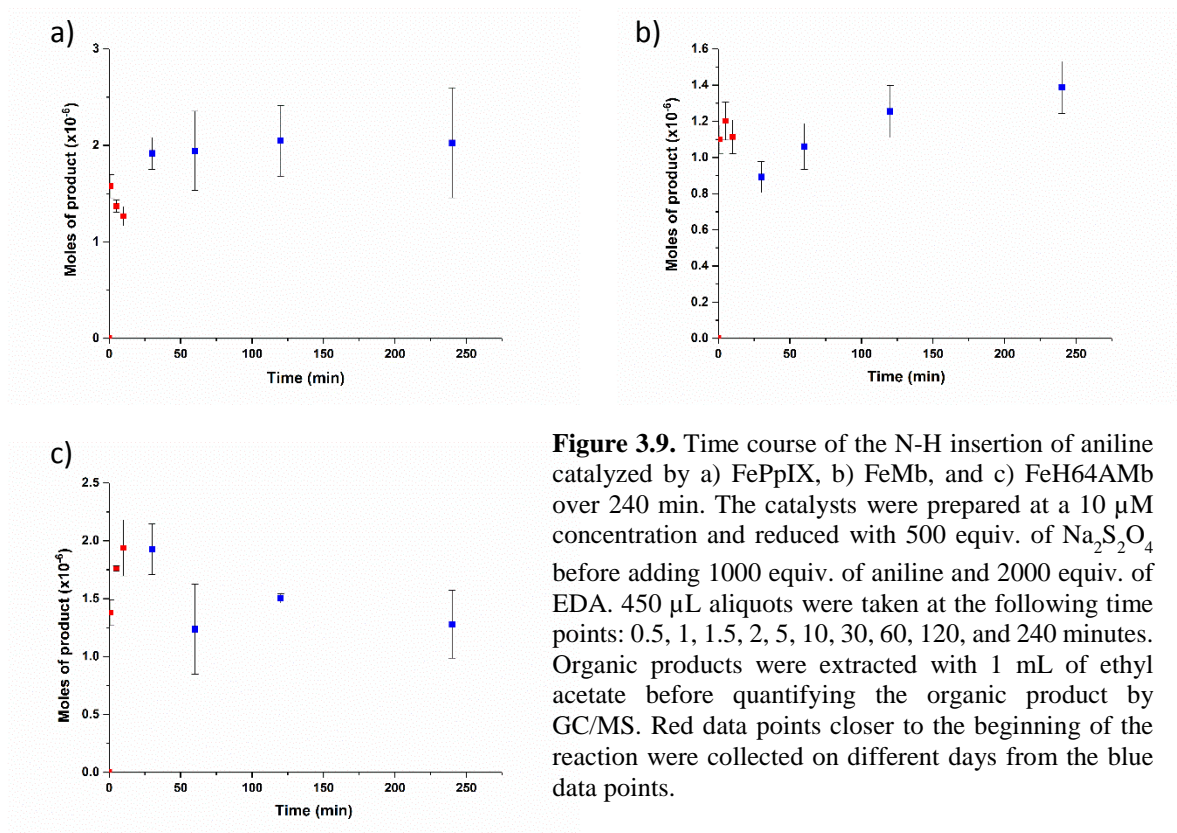 a)
3
2
1
0
Moles of product (x10⁻⁶)
0 50 100 150 200 250
Time (min)
b)
1.6
1.4
1.2
1.0
0.8
0.6
0.4
0.2
0.0
Moles of product (x10⁻⁶)
0 50 100 150 200 250
Time (min)
c)
2.5
2.0
1.5
1.0
0.5
0.0
Moles of product (x10⁻⁶)
0 50 100 150 200 250
Time (min)
Figure 3.9. Time course of the N-H insertion of aniline
catalyzed by a) FePpIX, b) FeMb, and c) FeH64AMb
over 240 min. The catalysts were prepared at a 10 µM
concentration and reduced with 500 equiv. of Na₂S₂O₄
before adding 1000 equiv. of aniline and 2000 equiv. of
EDA. 450 µL aliquots were taken at the following time
points: 0.5, 1, 1.5, 2, 5, 10, 30, 60, 120, and 240 minutes.
Organic products were extracted with 1 mL of ethyl
acetate before quantifying the organic product by
GC/MS. Red data points closer to the beginning of the
reaction were collected on different days from the blue
data points.